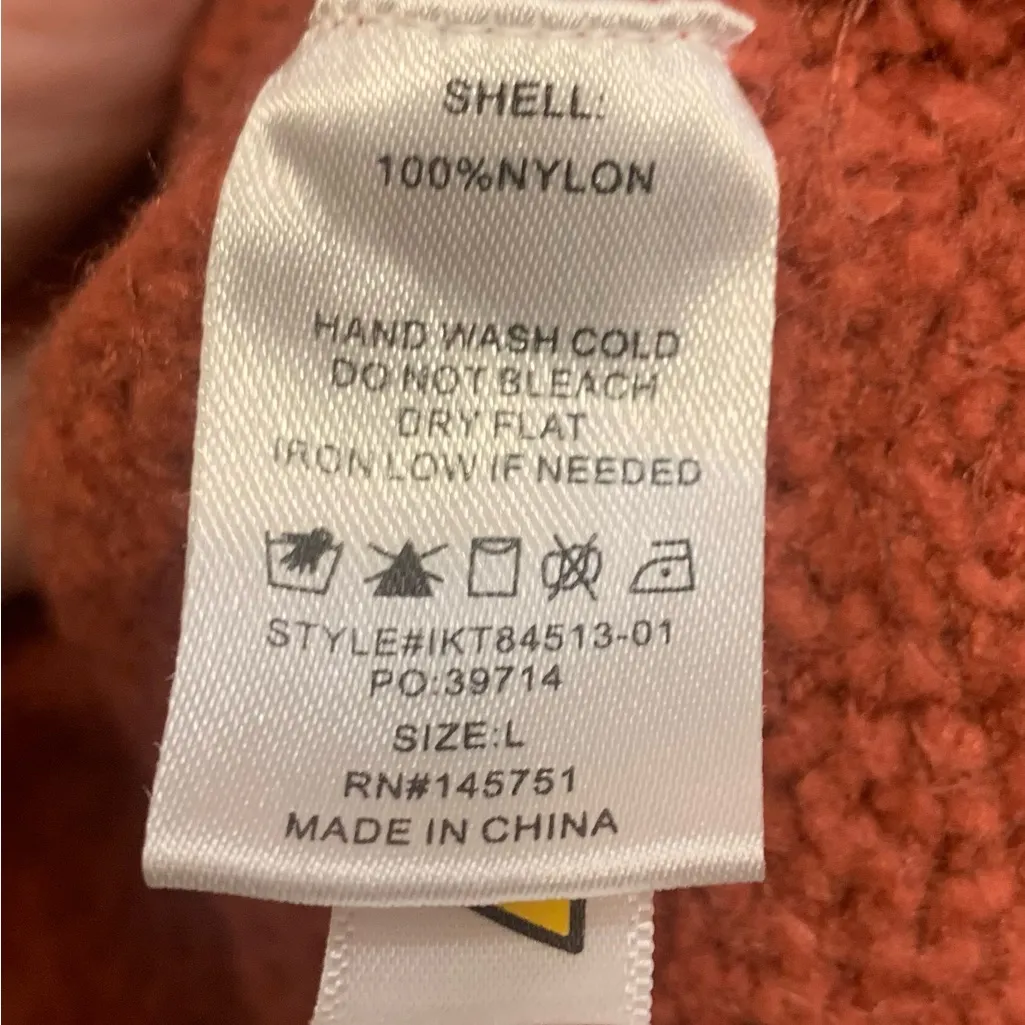 SHELL:
100%NYLON
HAND WASH COLD
DO NOT BLEACH
DRY FLAT
IRON LOW IF NEEDED
STYLE#IKT84513-01
PO:39714
SIZE:L
RN#145751
MADE IN CHINA